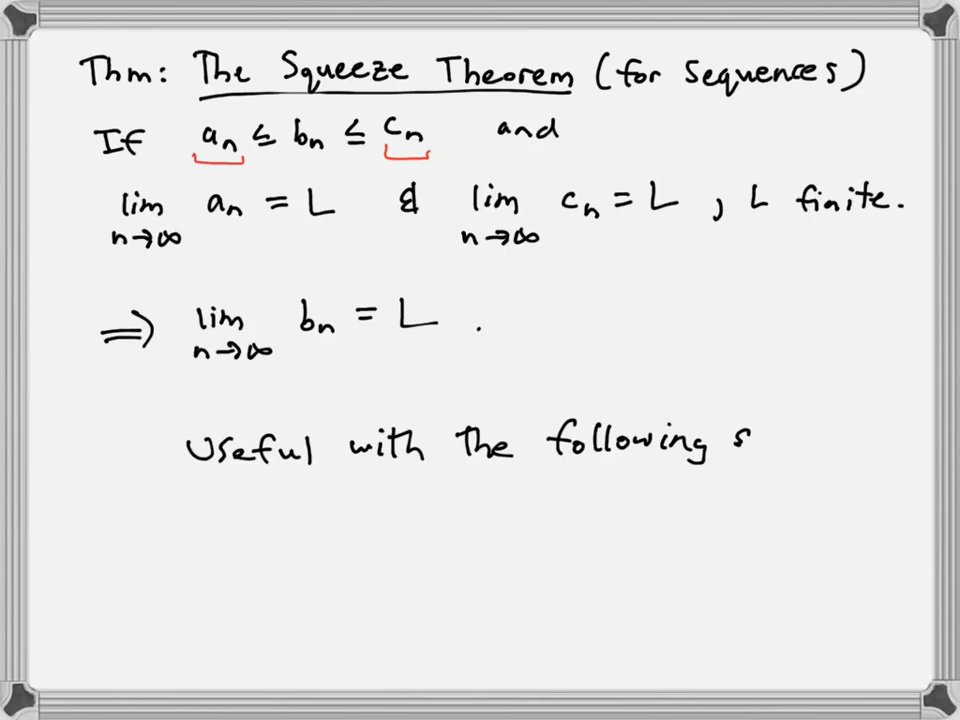 Thm: The Squeeze Theorem (for sequences)
If aₙ ≤ bₙ ≤ cₙ and
lim n→∞ aₙ = L & lim n→∞ cₙ = L , L finite.
⇒ lim n→∞ bₙ = L .
Useful with the following s